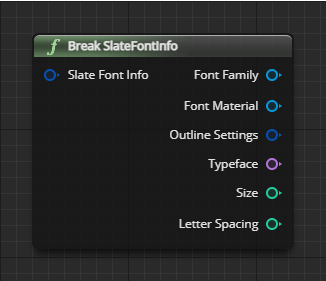 Break SlateFontInfo
Slate Font Info Font Family
Font Material
Outline Settings
Typeface
Size
Letter Spacing